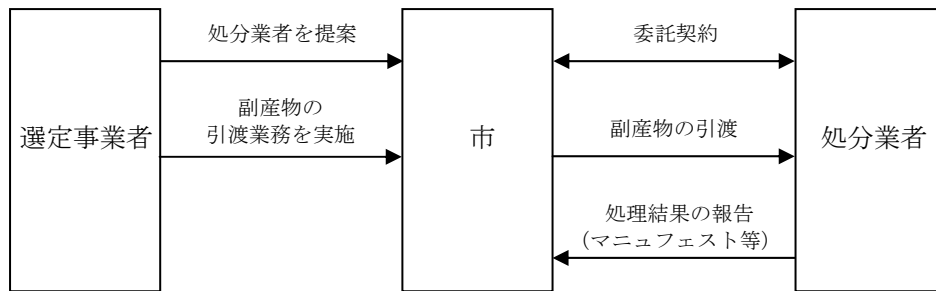 処分業者を提案
委託契約
副産物の
引渡業務を実施
選定事業者
市
副産物の引渡
処分業者
処理結果の報告
（マニュフェスト等）